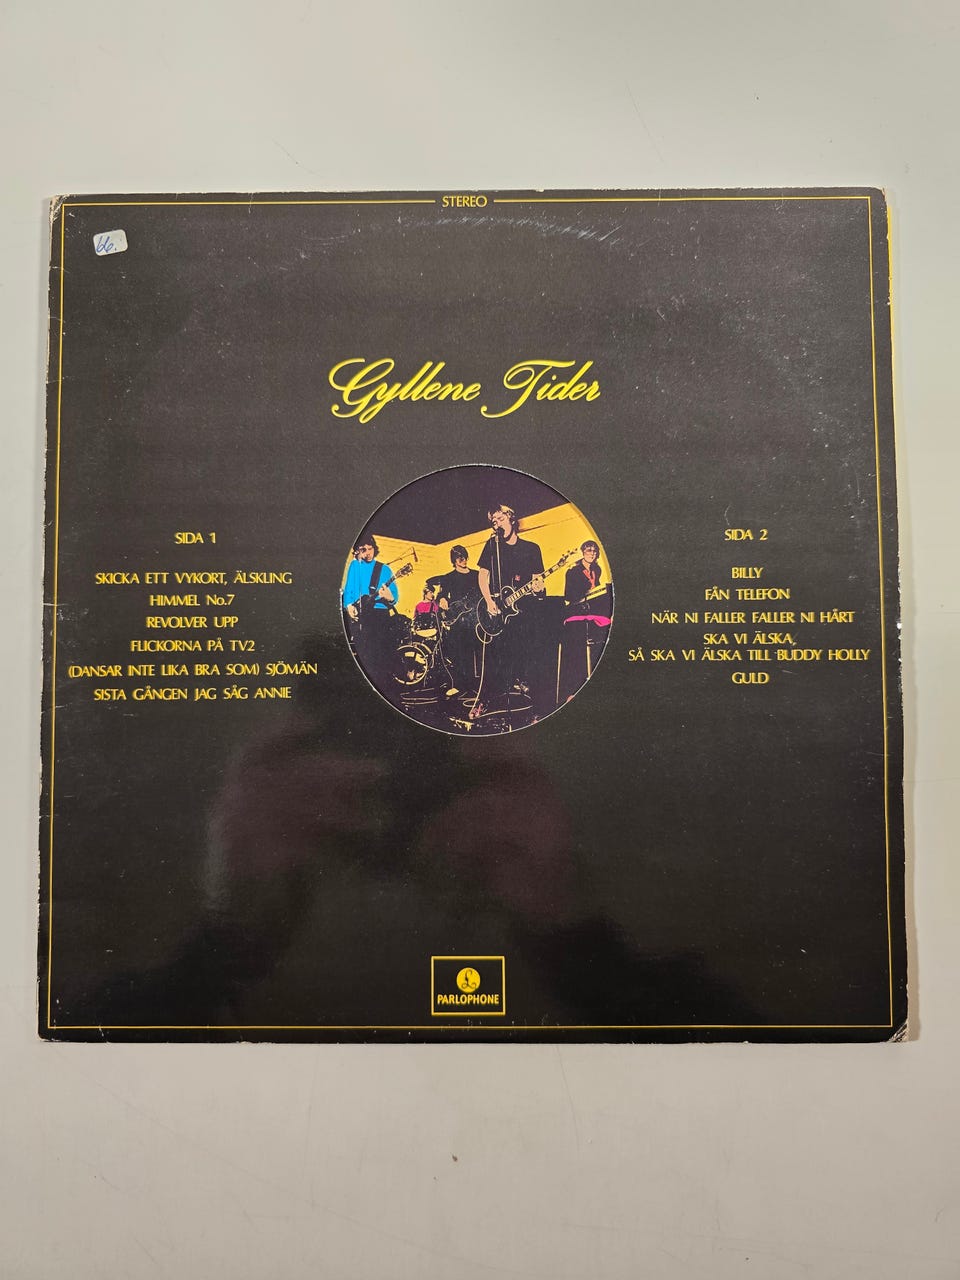 STEREO
66.
Gyllene Tider
SIDA 1
SKICKA ETT VYKORT, ÄLSKLING
HIMMEL No.7
REVOLVER UPP
FLICKORNA PÅ TV2
(DANSAR INTE LIKA BRA SOM) SJÖMÄN
SISTA GÅNGEN JAG SÅG ANNIE
SIDA 2
BILLY
FÅN TELEFON
NÄR NI FALLER FALLER NI HÅRT
SKA VI ÄLSKA,
SÅ SKA VI ÄLSKA TILL BUDDY HOLLY
GULD
PARLOPHONE